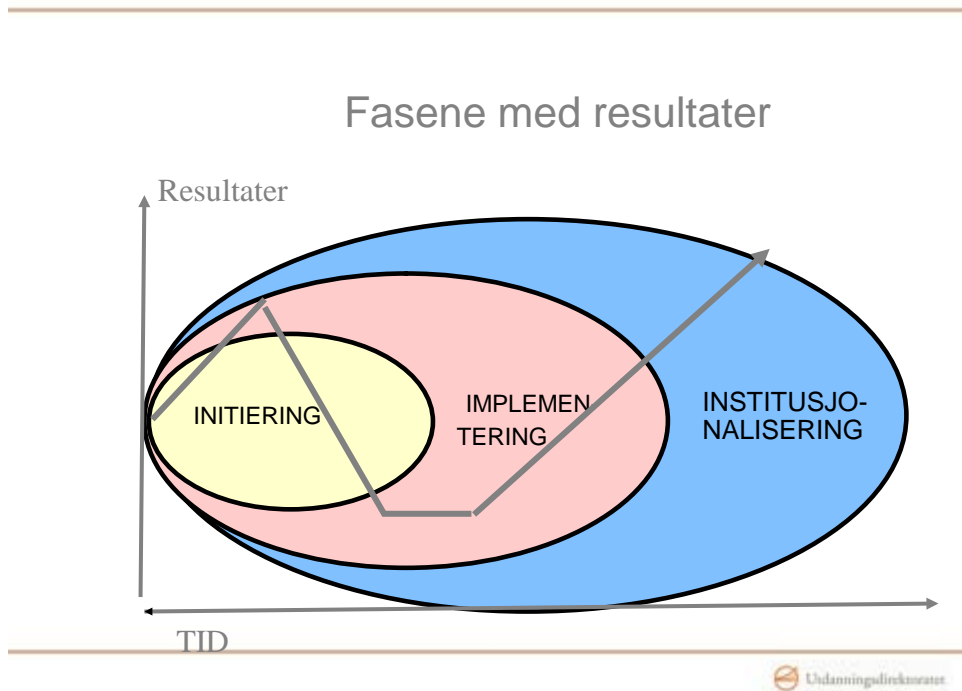 Fasene med resultater
Resultater
INITIERING
IMPLEMEN
TERING
INSTITUSJO-
NALISERING
TID
Utdanningsdirektoratet